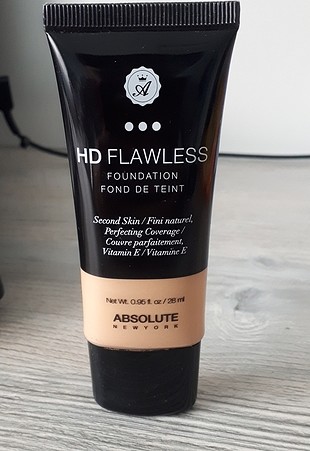 A
HD FLAWLESS
FOUNDATION
FOND DE TEINT
Second Skin / Fini naturel,
Perfecting Coverage /
Couvre parfaitement,
Vitamin E / Vitamine E
Net Wt. 0.95 fl. oz / 28 ml
ABSOLUTE
NEW YORK